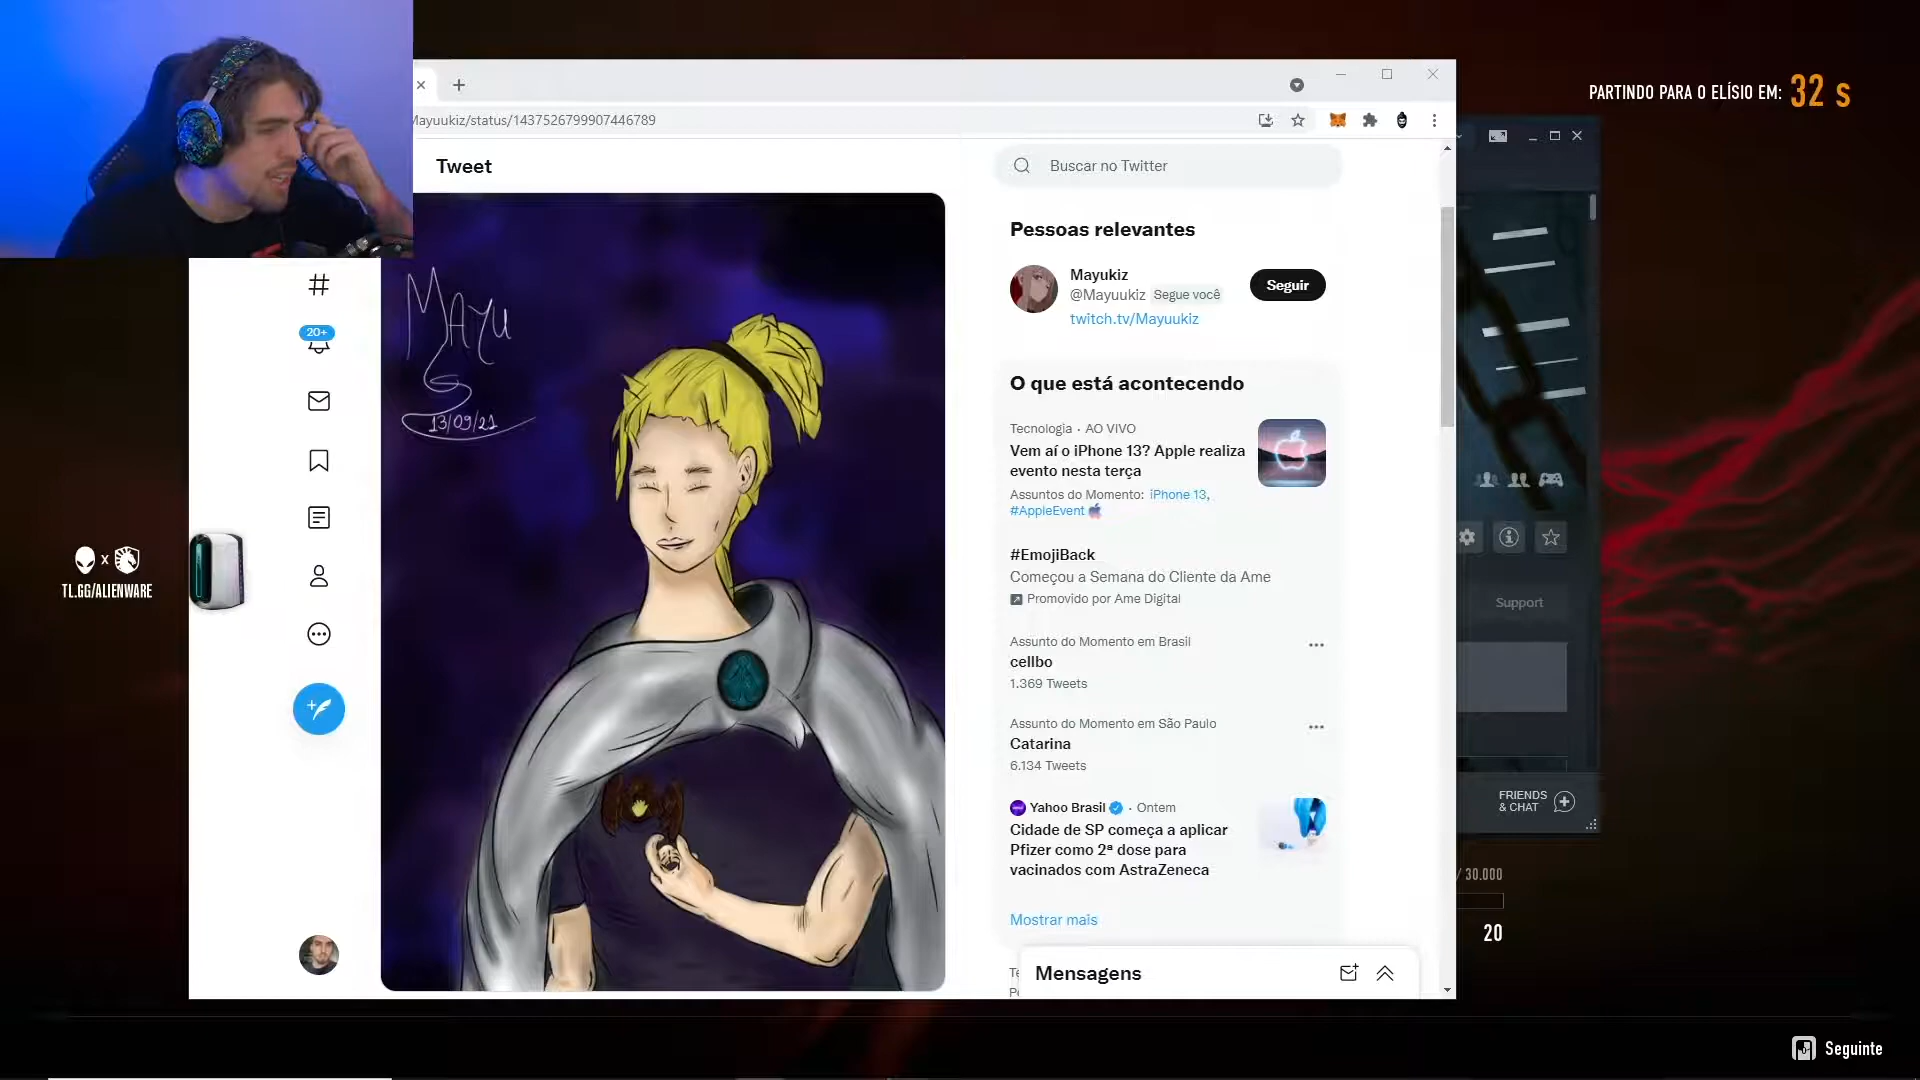 PARTINDO PARA O ELÍSIO EM: 32 s
Mayuukiz/status/1437526799907446789
Tweet
Buscar no Twitter
Pessoas relevantes
Mayukiz
@Mayuukiz Segue você
twitch.tv/Mayuukiz
Seguir
20+
MAYU
13/09/21
O que está acontecendo
Tecnologia · AO VIVO
Vem aí o iPhone 13? Apple realiza
evento nesta terça
Assuntos do Momento: iPhone 13,
#AppleEvent
#EmojiBack
Começou a Semana do Cliente da Ame
Promovido por Ame Digital
Assunto do Momento em Brasil
cellbo
1.369 Tweets
Assunto do Momento em São Paulo
Catarina
6.134 Tweets
Yahoo Brasil · Ontem
Cidade de SP começa a aplicar
Pfizer como 2ª dose para
vacinados com AstraZeneca
Mostrar mais
Mensagens
x
TL.GG/ALIENWARE
Support
FRIENDS
& CHAT
/ 30.000
20
Seguinte